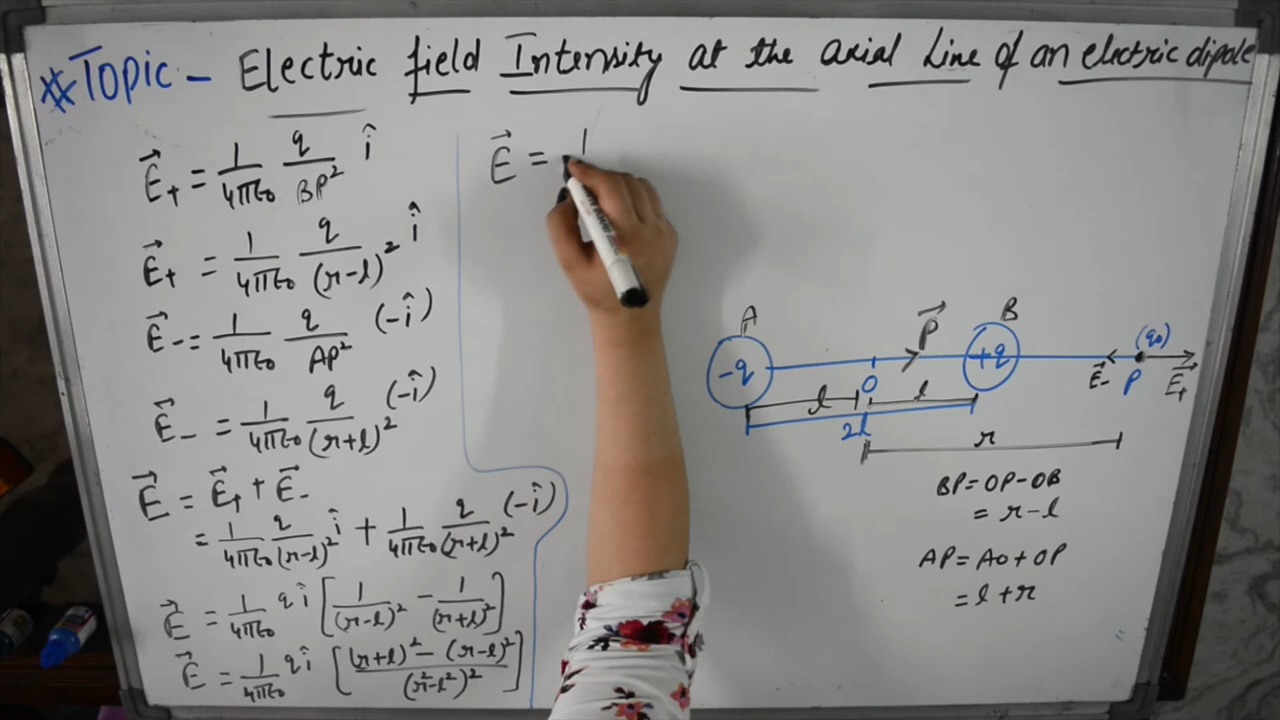 #Topic - Electric field Intensity at the axial Line of an electric dipole
E⃗₊ = 1/4πε₀ q/BP² î
E⃗₊ = 1/4πε₀ q/(r-l)² î
E⃗₋ = 1/4πε₀ q/AP² (-î)
E⃗₋ = 1/4πε₀ q/(r+l)² (-î)
E⃗ = E⃗₊ + E⃗₋
= 1/4πε₀ q/(r-l)² î + 1/4πε₀ q/(r+l)² (-î)
E⃗ = 1/4πε₀ qî [1/(r-l)² - 1/(r+l)²]
E⃗ = 1/4πε₀ qî [(r+l)² - (r-l)²/(r²-l²)²]
E⃗ = 1
A P⃗ B (q₀)
-q O +q E⃗₋ P E⃗₊
l l
2l
r
BP = OP - OB
= r - l
AP = AO + OP
= l + r